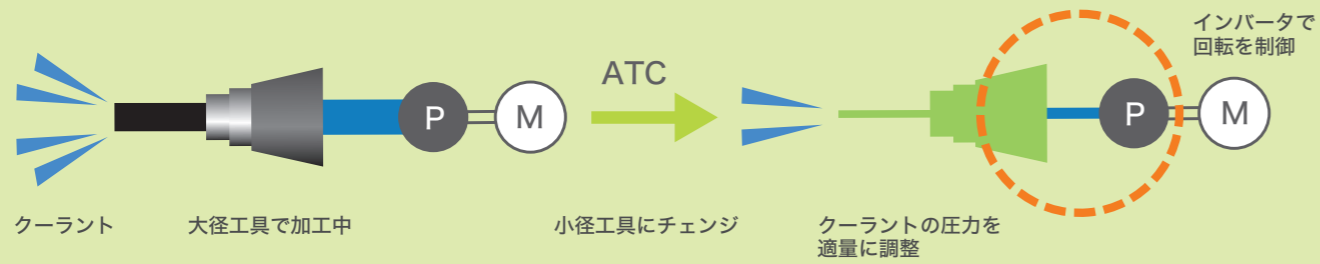 インバータで
回転を制御
ATC
P
M
P
M
クーラント
大径工具で加工中
小径工具にチェンジ
クーラントの圧力を
適量に調整